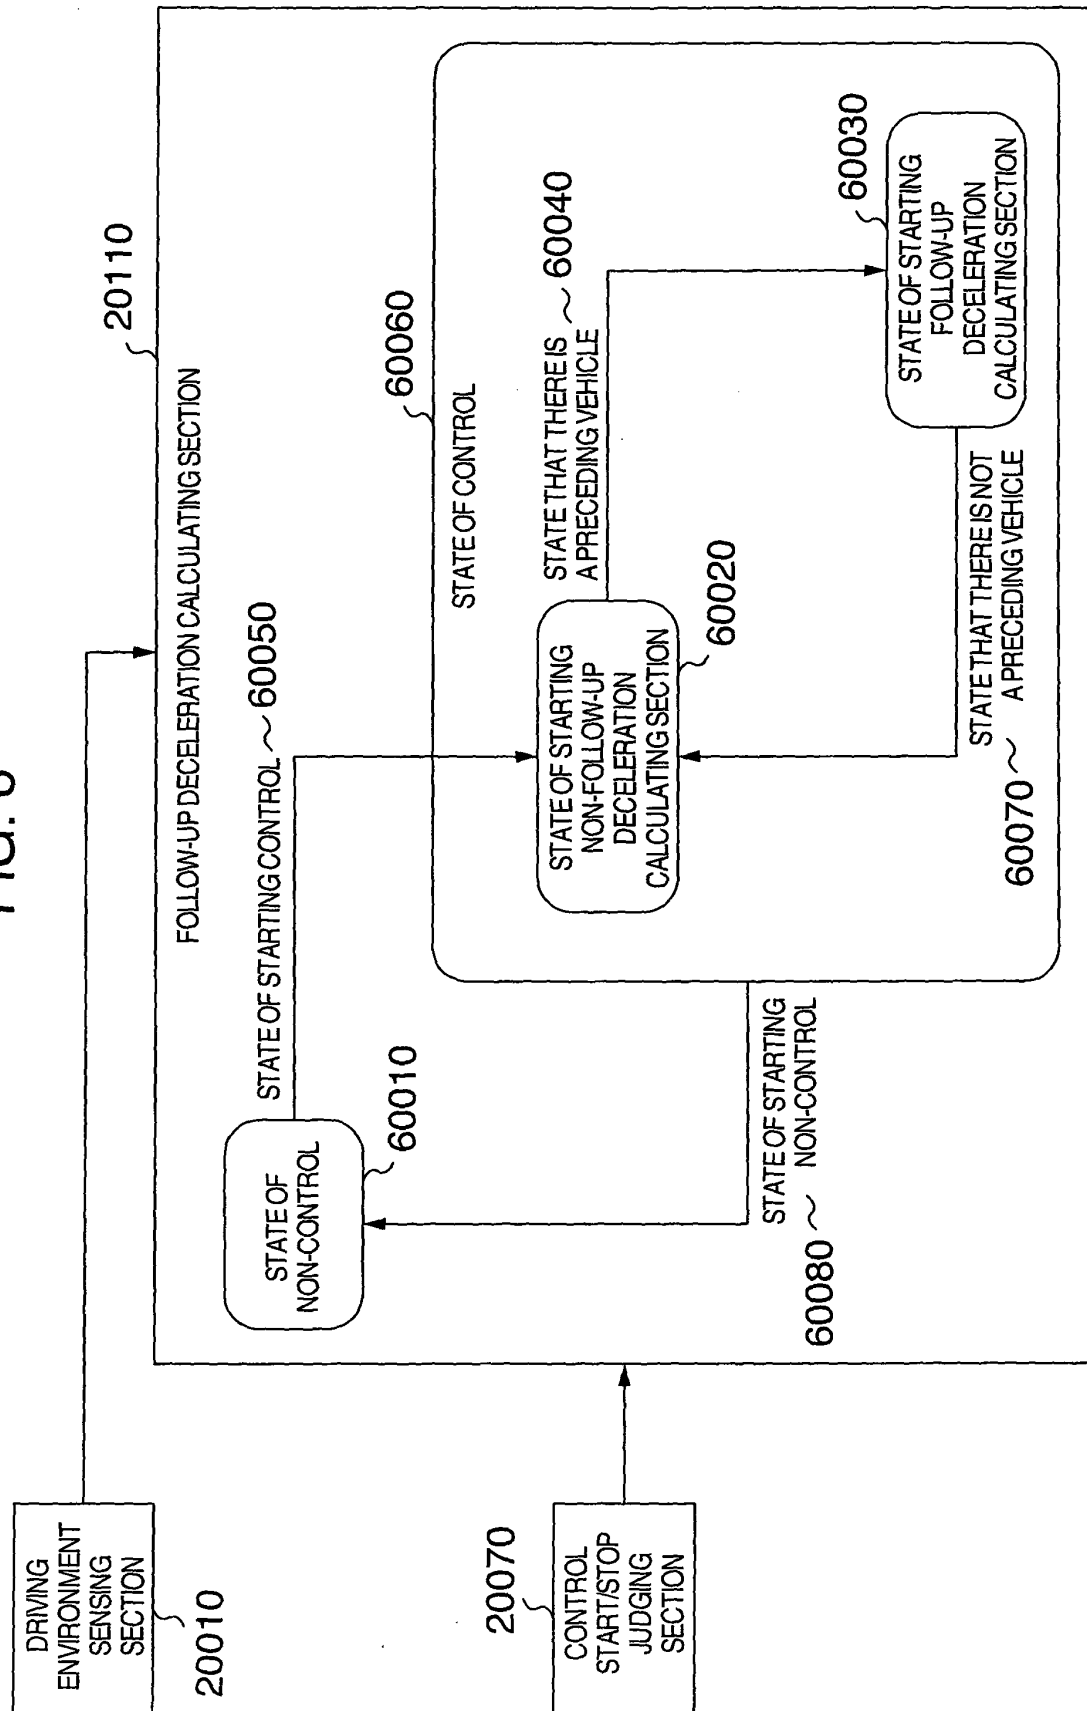 FIG.
DRIVING
ENVIRONMENT
SENSING
SECTION
20010
CONTROL
START/STOP
JUDGING
SECTION
20070
20110
FOLLOW-UP DECELERATION CALCULATING SECTION
STATE OF
NON-CONTROL
60010
STATE OF STARTING CONTROL
60050
60060
STATE OF CONTROL
STATE OF STARTING
NON-FOLLOW-UP
DECELERATION
CALCULATING SECTION
60020
STATE THAT THERE IS
A PRECEDING VEHICLE
60040
60030
STATE OF STARTING
FOLLOW-UP
DECELERATION
CALCULATING SECTION
STATE THAT THERE IS NOT
A PRECEDING VEHICLE
60070
STATE OF STARTING
NON-CONTROL
60080